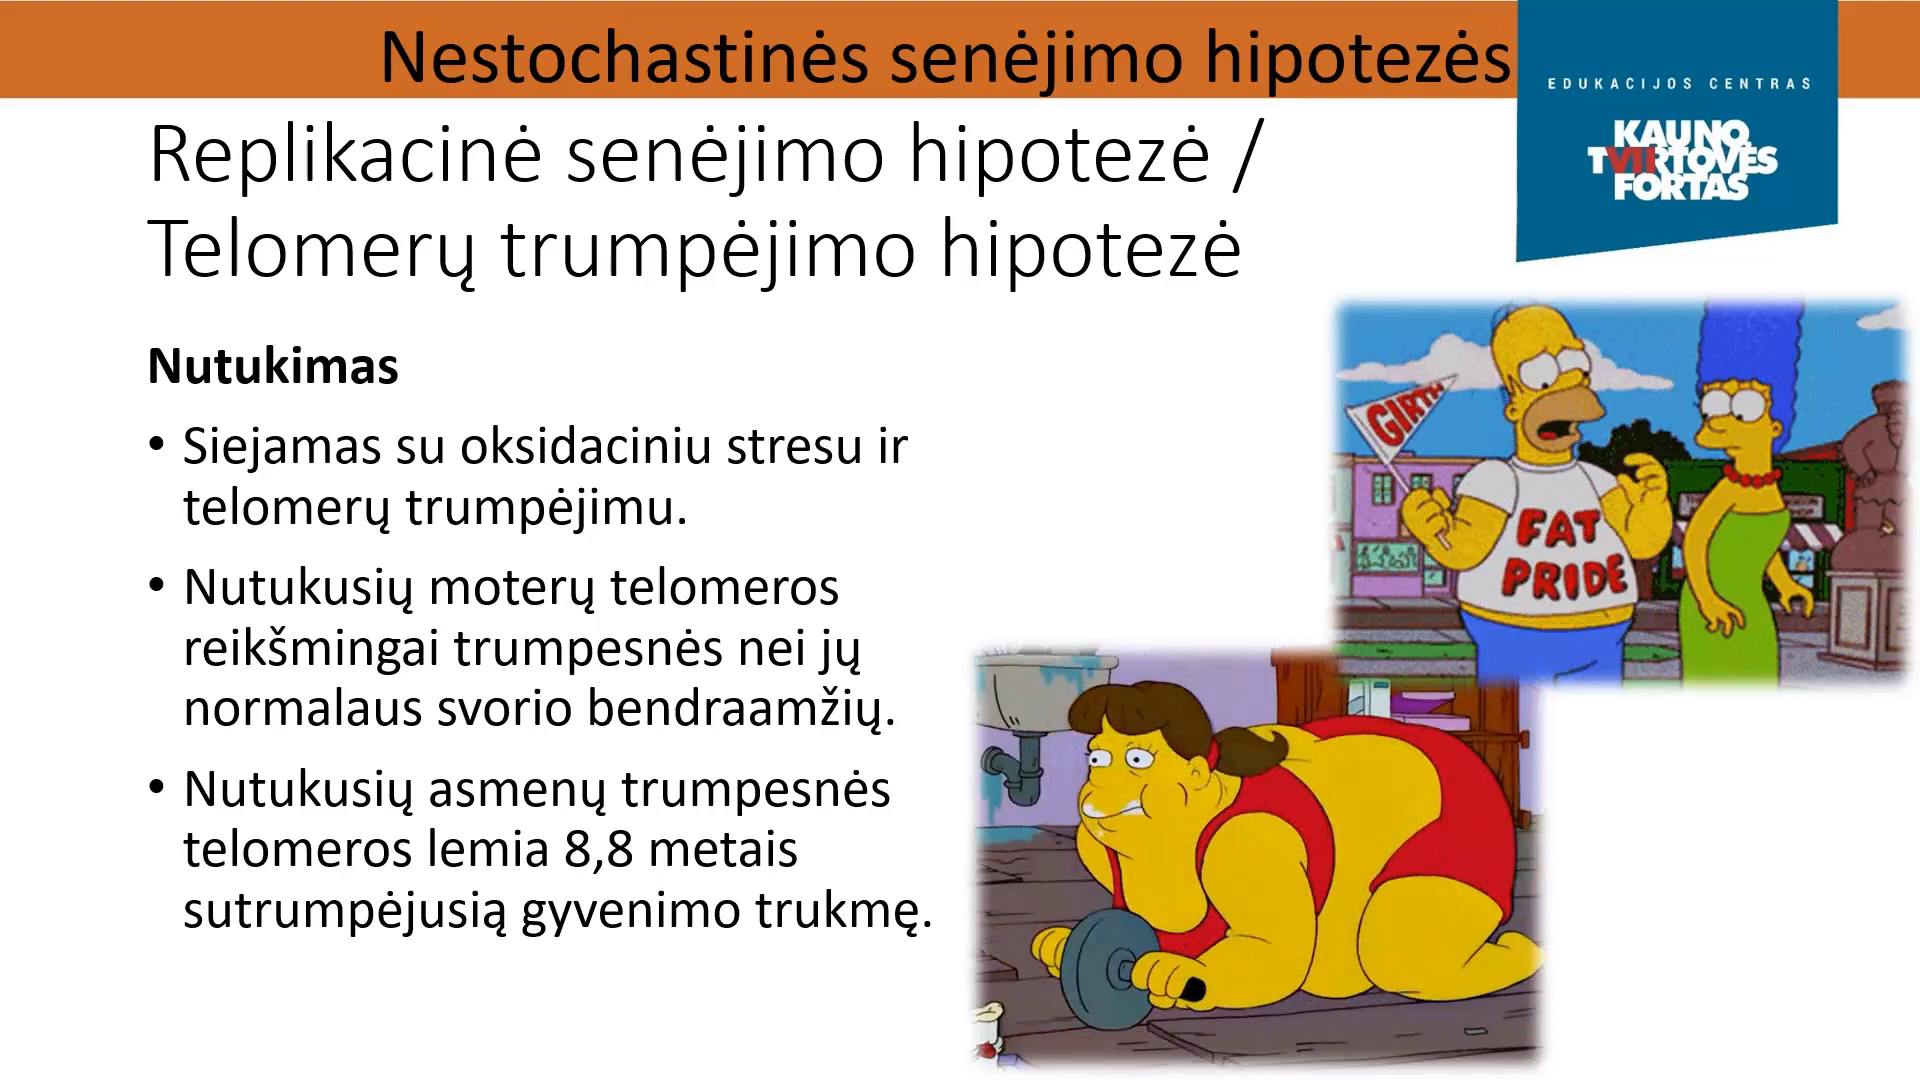 Nestochastinės senėjimo hipotezės
EDUKACIJOS CENTRAS
KAUNO
TVIRTOVĖS
FORTAS
Replikacinė senėjimo hipotezė /
Telomerų trumpėjimo hipotezė
Nutukimas
• Siejamas su oksidaciniu stresu ir
telomerų trumpėjimu.
• Nutukusių moterų telomeros
reikšmingai trumpesnės nei jų
normalaus svorio bendraamžių.
• Nutukusių asmenų trumpesnės
telomeros lemia 8,8 metais
sutrumpėjusią gyvenimo trukmę.
GIRTH
FAT
PRIDE